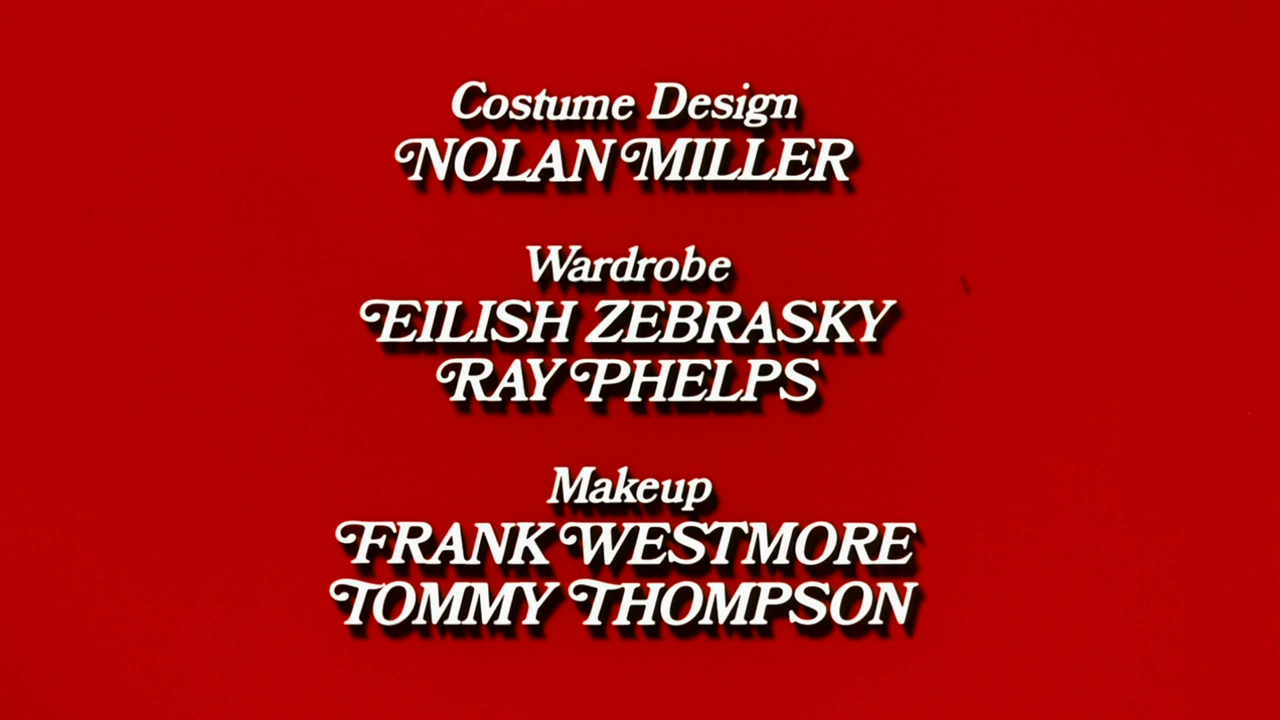 Costume Design
NOLAN MILLER
Wardrobe
EILISH ZEBRASKY
RAY PHELPS
Makeup
FRANK WESTMORE
TOMMY THOMPSON